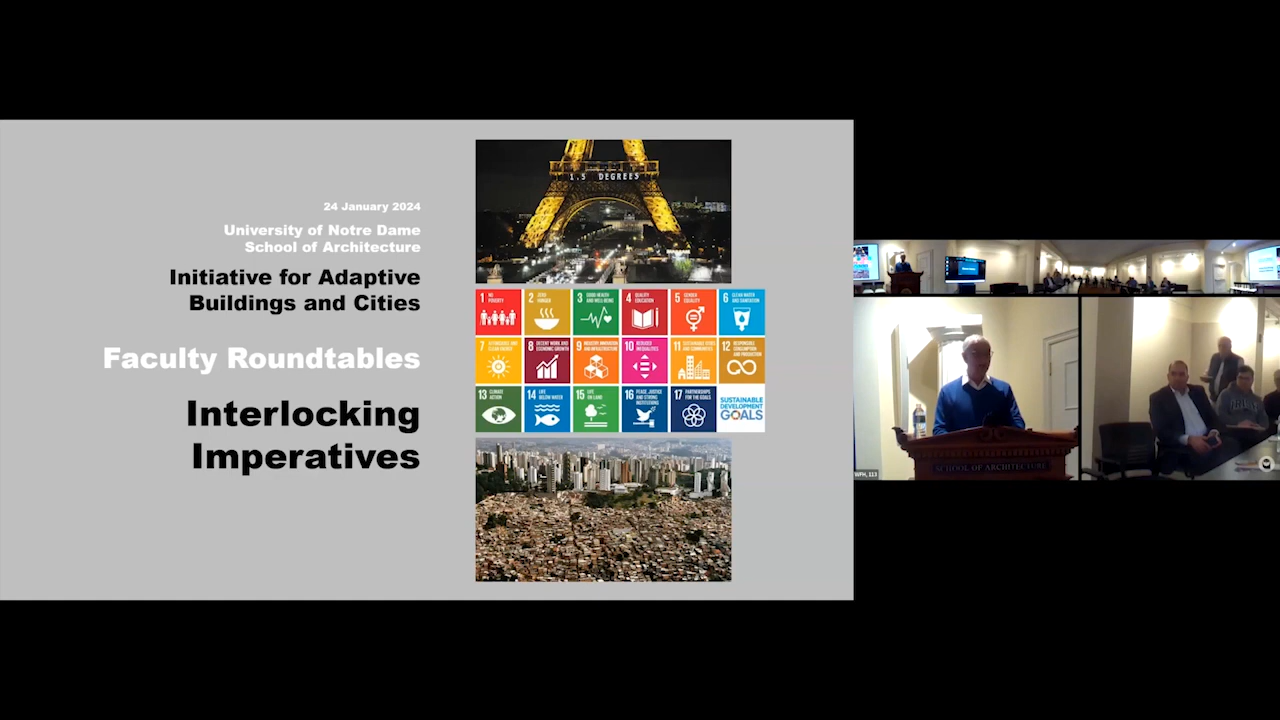 24 January 2024
University of Notre Dame
School of Architecture
Initiative for Adaptive
Buildings and Cities
Faculty Roundtables
Interlocking
Imperatives
1.5 DEGREES
1 NO
POVERTY
2 ZERO
HUNGER
3 GOOD HEALTH
AND WELL-BEING
4 QUALITY
EDUCATION
5 GENDER
EQUALITY
6 CLEAN WATER
AND SANITATION
7 AFFORDABLE AND
CLEAN ENERGY
8 DECENT WORK AND
ECONOMIC GROWTH
9 INDUSTRY, INNOVATION
AND INFRASTRUCTURE
10 REDUCED
INEQUALITIES
11 SUSTAINABLE CITIES
AND COMMUNITIES
12 RESPONSIBLE
CONSUMPTION
AND PRODUCTION
13 CLIMATE
ACTION
14 LIFE
BELOW WATER
15 LIFE
ON LAND
16 PEACE, JUSTICE
AND STRONG
INSTITUTIONS
17 PARTNERSHIPS
FOR THE GOALS
SUSTAINABLE
DEVELOPMENT
GOALS
SCHOOL OF ARCHITECTURE
WFH, 113